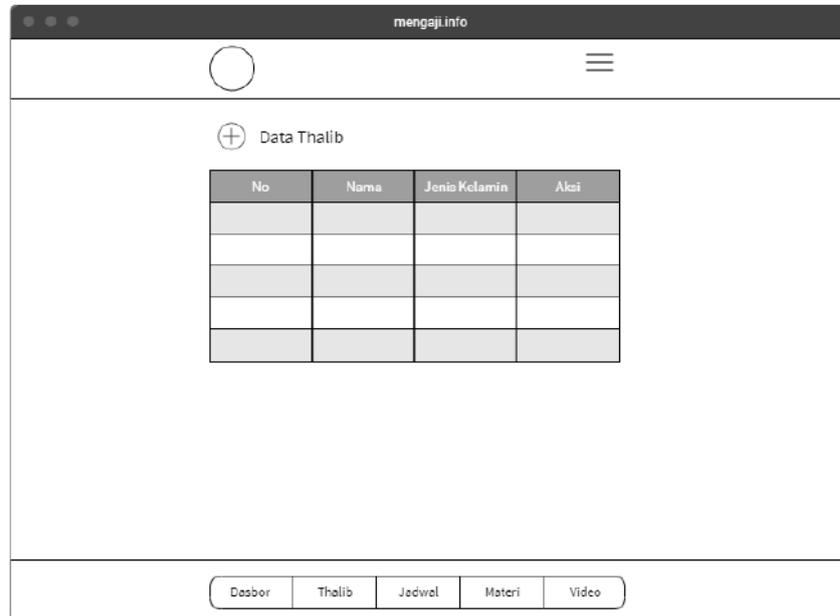 mengaji.info
Data Thalib
No Nama Jenis Kelamin Aksi
Dasbor Thalib Jadwal Materi Video